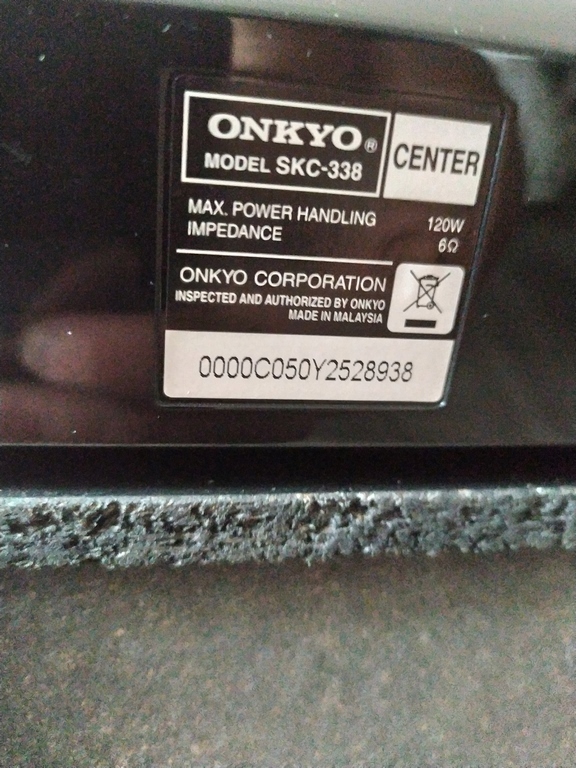 ONKYO®
MODEL SKC-338
CENTER
MAX. POWER HANDLING 120W
IMPEDANCE 6Ω
ONKYO CORPORATION
INSPECTED AND AUTHORIZED BY ONKYO
MADE IN MALAYSIA
0000C050Y2528938